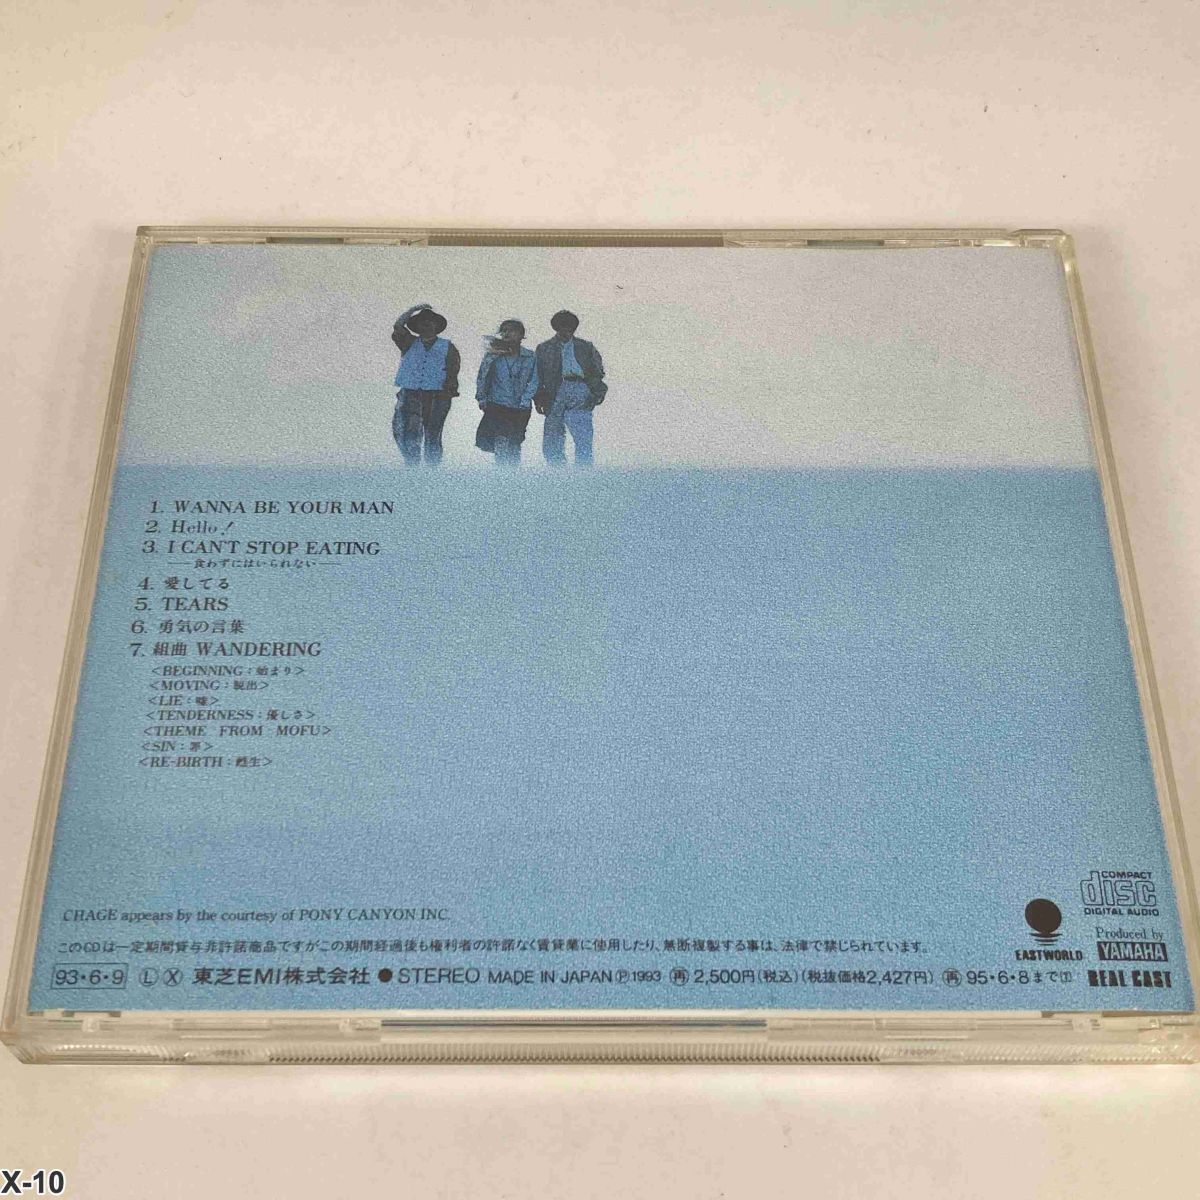 1. WANNA BE YOUR MAN
2. Hello!
3. I CAN'T STOP EATING
——食わずにはいられない——
4. 愛してる
5. TEARS
6. 勇気の言葉
7. 組曲 WANDERING
<BEGINNING:始まり>
<MOVING:脱出>
<LIE:嘘>
<TENDERNESS:優しさ>
<THEME FROM MOFU>
<SIN:罪>
<RE-BIRTH:甦生>
CHAGE appears by the courtesy of PONY CANYON INC.
このCDは一定期間貸与非許諾商品ですがこの期間経過後も権利者の許諾なく賃貸業に使用したり、無断複製する事は、法律で禁じられています。
93・6・9 Ⓛ Ⓧ 東芝EMI株式会社 ●STEREO MADE IN JAPAN Ⓟ1993 ㊢2,500円(税込)(税抜価格2,427円) ㊢95・6・8まで
COMPACT
disc
DIGITAL AUDIO
EASTWORLD
Produced by
YAMAHA
REAL CAST
X-10